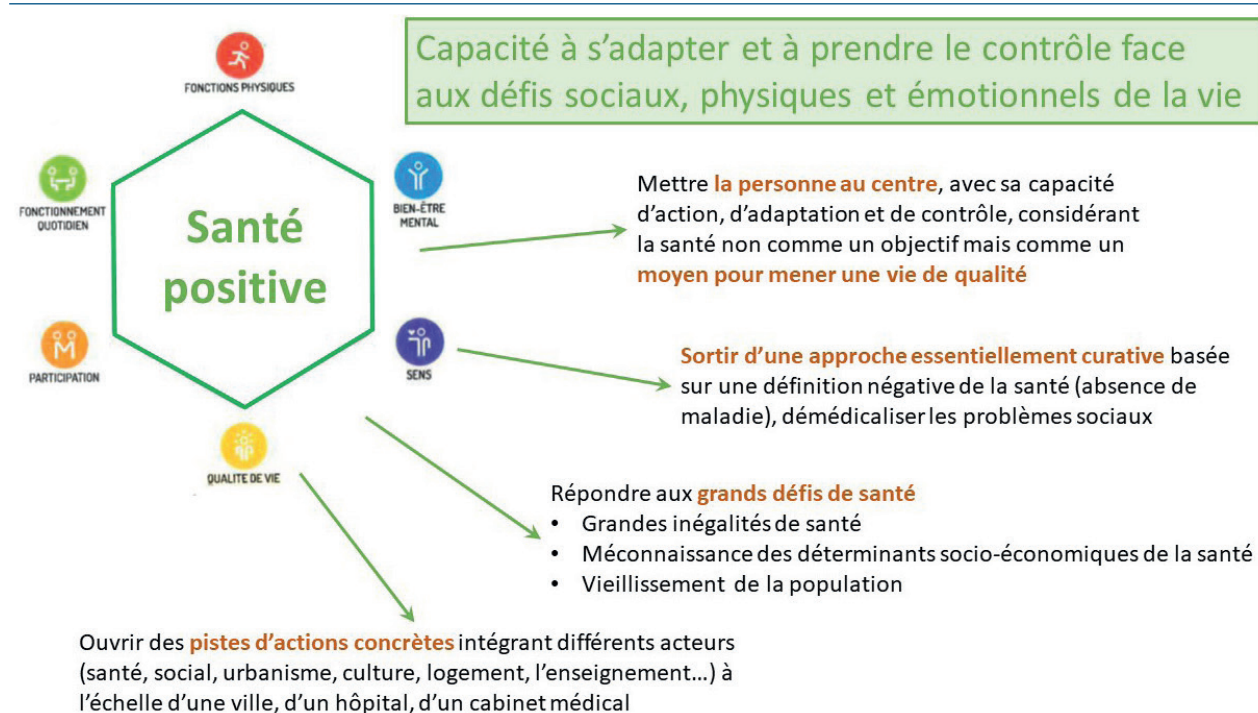 Capacité à s'adapter et à prendre le contrôle face
aux défis sociaux, physiques et émotionnels de la vie
FONCTIONS PHYSIQUES
FONCTIONNEMENT
QUOTIDIEN
BIEN-ÊTRE
MENTAL
Santé
positive
PARTICIPATION
SENS
QUALITE DE VIE
Mettre la personne au centre, avec sa capacité
d'action, d'adaptation et de contrôle, considérant
la santé non comme un objectif mais comme un
moyen pour mener une vie de qualité
Sortir d'une approche essentiellement curative basée
sur une définition négative de la santé (absence de
maladie), démédicaliser les problèmes sociaux
Répondre aux grands défis de santé
• Grandes inégalités de santé
• Méconnaissance des déterminants socio-économiques de la santé
• Vieillissement de la population
Ouvrir des pistes d'actions concrètes intégrant différents acteurs
(santé, social, urbanisme, culture, logement, l'enseignement…) à
l'échelle d'une ville, d'un hôpital, d'un cabinet médical